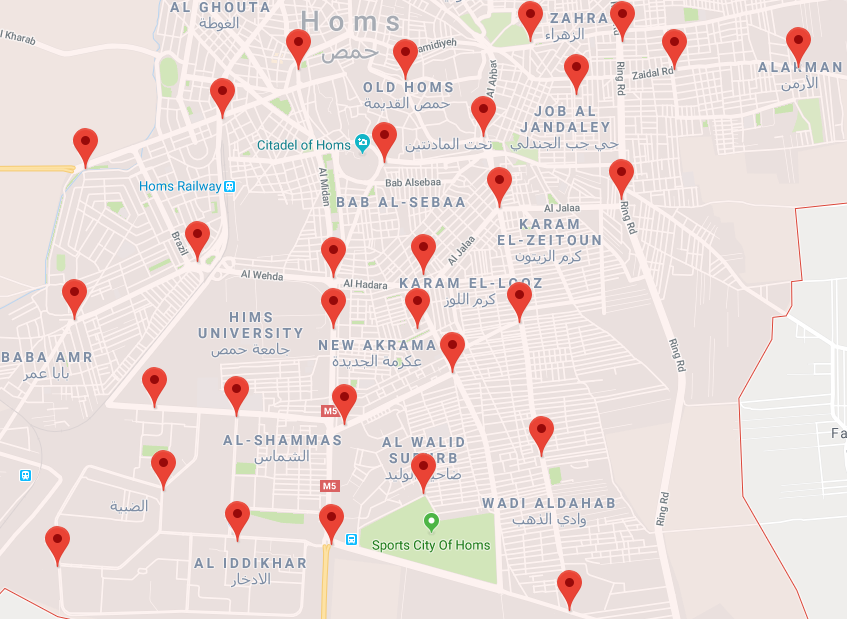 AL GHOUTA
الغوطة
Homs
حمص
l Kharab
amidiyeh
ZAHRA
الزهراء
Al Ahbar
Ring Rd
Zaidal Rd
ALARMAN
الأرمن
OLD HOMS
حمص القديمة
JOB AL
JANDALEY
حي جب الجندلي
Citadel of Homs
تحت المادنتين
Homs Railway
Al Midan
Bab Alsebaa
BAB AL-SEBAA
Al Jalaa
Ring Rd
KARAM
EL-ZEITOUN
كرم الزيتون
Brazil
Al Jalaa
Al Wehda
Al Hadara
KARAM EL-LOOZ
كرم اللوز
HIMS
UNIVERSITY
جامعة حمص
NEW AKRAMA
عكرمة الجديدة
Ring Rd
BABA AMR
بابا عمر
M5
AL-SHAMMAS
الشماس
AL WALID
SUBURB
ضاحية الوليد
M5
الضبية
WADI ALDAHAB
وادي الذهب
Ring Rd
Fa
Sports City Of Homs
AL IDDIKHAR
الادخار